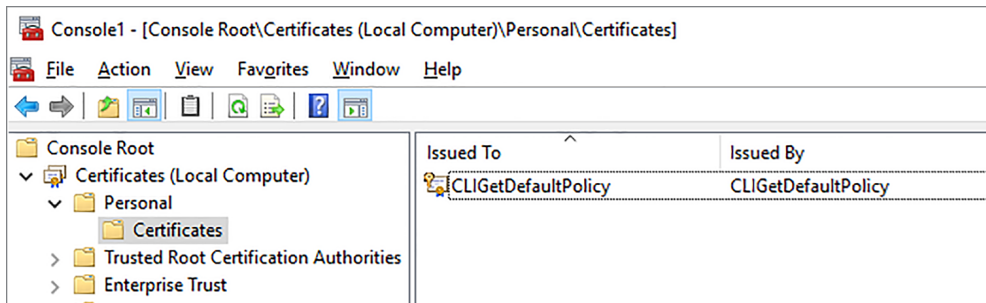 Console1 - [Console Root\Certificates (Local Computer)\Personal\Certificates]
File Action View Favorites Window Help
Console Root
Certificates (Local Computer)
Personal
Certificates
Trusted Root Certification Authorities
Enterprise Trust
Issued To Issued By
CLIGetDefaultPolicy CLIGetDefaultPolicy